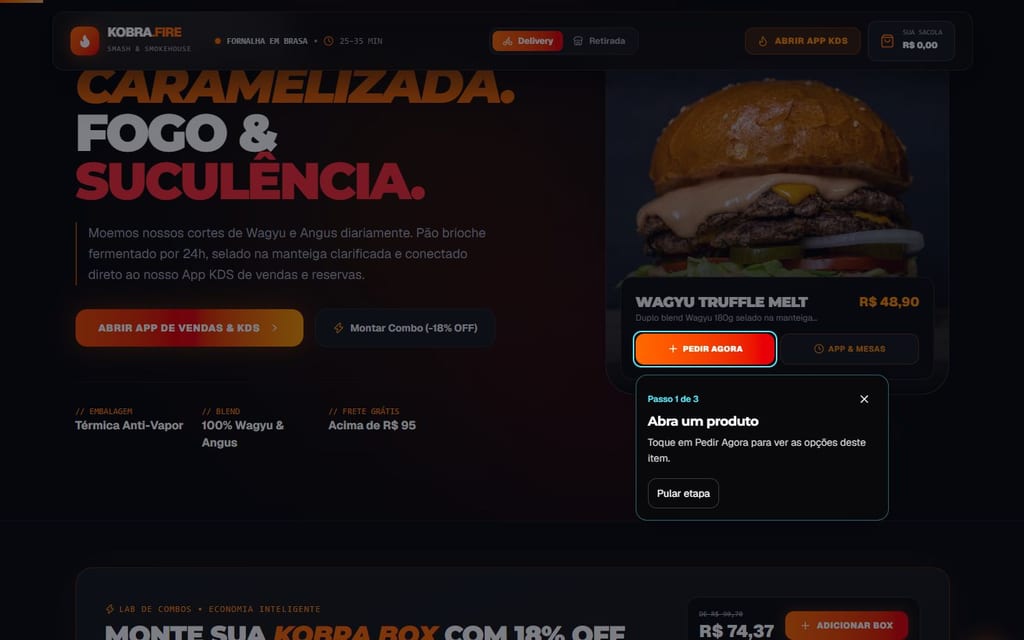 KOBRA.FIRE
SMASH & SMOKEHOUSE
FORNALHA EM BRASA • 25–35 MIN
Delivery
Retirada
ABRIR APP KDS
SUA SACOLA
R$ 0,00
CARAMELIZADA.
FOGO &
SUCULÊNCIA.
Moemos nossos cortes de Wagyu e Angus diariamente. Pão brioche
fermentado por 24h, selado na manteiga clarificada e conectado
direto ao nosso App KDS de vendas e reservas.
ABRIR APP DE VENDAS & KDS
Montar Combo (-18% OFF)
// EMBALAGEM
Térmica Anti-Vapor
// BLEND
100% Wagyu &
Angus
// FRETE GRÁTIS
Acima de R$ 95
WAGYU TRUFFLE MELT
R$ 48,90
Duplo blend Wagyu 180g selado na manteiga…
+ PEDIR AGORA
APP & MESAS
Passo 1 de 3
Abra um produto
Toque em Pedir Agora para ver as opções deste
item.
Pular etapa
LAB DE COMBOS • ECONOMIA INTELIGENTE
MONTE SUA KOBRA BOX COM 18% OFF
DE R$ 90,70
R$ 74,37
+ ADICIONAR BOX